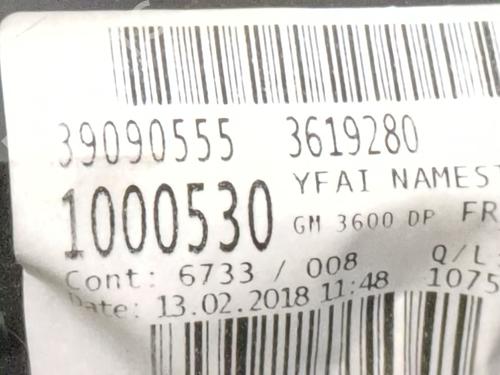 39090555 3619280
1000530 YFAI NAMEST
GM 3600 DP FR
Cont: 6733 / 008 Q/L
Date: 13.02.2018 11:48 1075